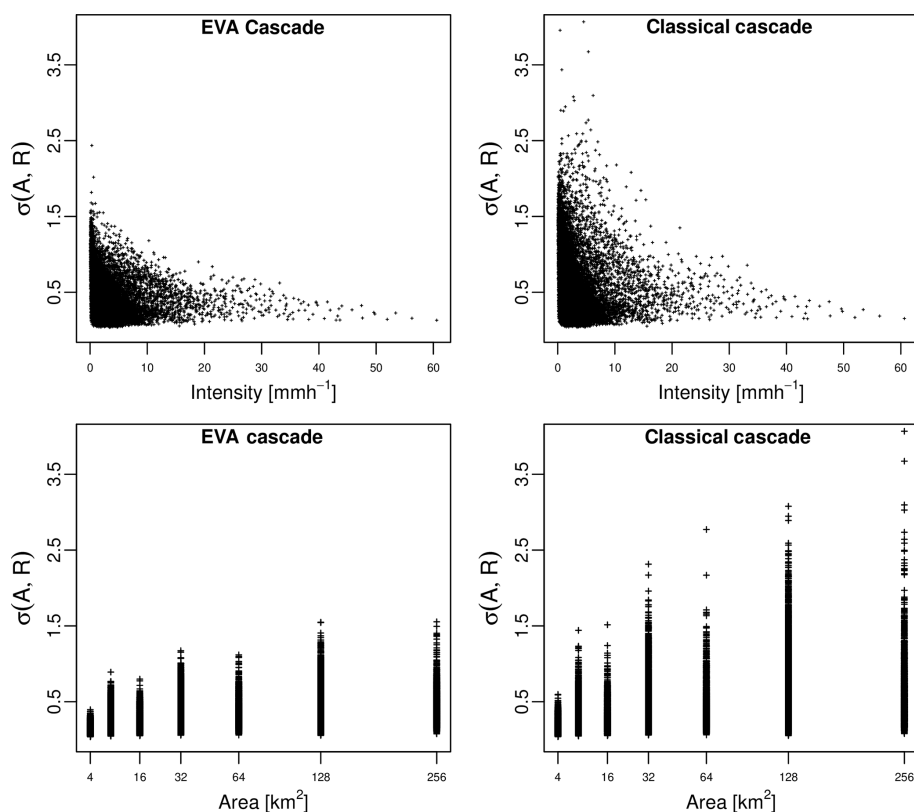 EVA Cascade
σ(A, R)
0.5 1.5 2.5 3.5
0 10 20 30 40 50 60
Intensity [mmh⁻¹]
Classical cascade
σ(A, R)
0.5 1.5 2.5 3.5
0 10 20 30 40 50 60
Intensity [mmh⁻¹]
EVA cascade
σ(A, R)
0.5 1.5 2.5 3.5
4 16 32 64 128 256
Area [km²]
Classical cascade
σ(A, R)
0.5 1.5 2.5 3.5
4 16 32 64 128 256
Area [km²]